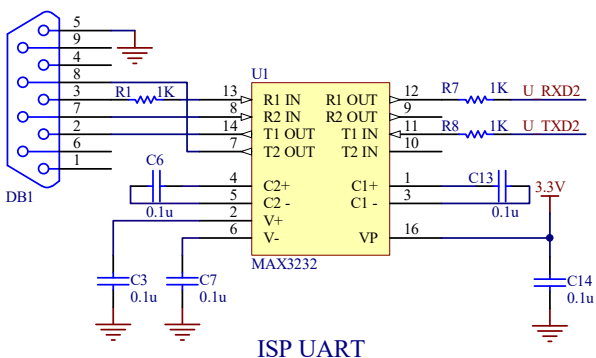 5
9
4
8
3
7
2
6
1
DB1
R1 1K
U1
13 R1 IN R1 OUT 12 R7 1K U_RXD2
8 R2 IN R2 OUT 9
14 T1 OUT T1 IN 11 R8 1K U_TXD2
7 T2 OUT T2 IN 10
C6
0.1u
4 C2+ C1+ 1 C13
5 C2 - C1 - 3 0.1u
2 V+
6 V- VP 16
3.3V
MAX3232
C3
0.1u
C7
0.1u
C14
0.1u
ISP UART